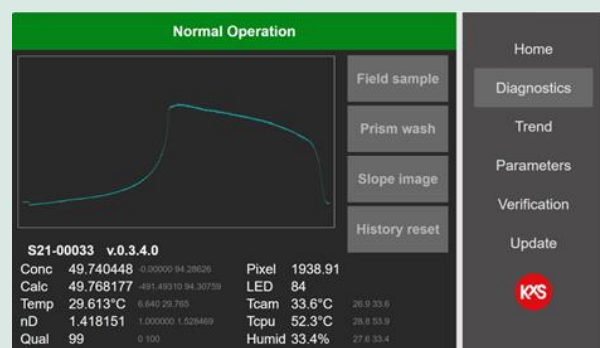 Normal Operation
Field sample
Prism wash
Slope image
History reset
S21-00033 v.0.3.4.0
Conc 49.740448 -0.00000 94.28626
Calc 49.768177 -491.49310 94.30759
Temp 29.613°C 6.640 29.765
nD 1.418151 1.000000 1.528469
Qual 99 0 100
Pixel 1938.91
LED 84
Tcam 33.6°C 26.9 33.6
Tcpu 52.3°C 28.8 53.9
Humid 33.4% 27.6 33.4
Home
Diagnostics
Trend
Parameters
Verification
Update
KxS